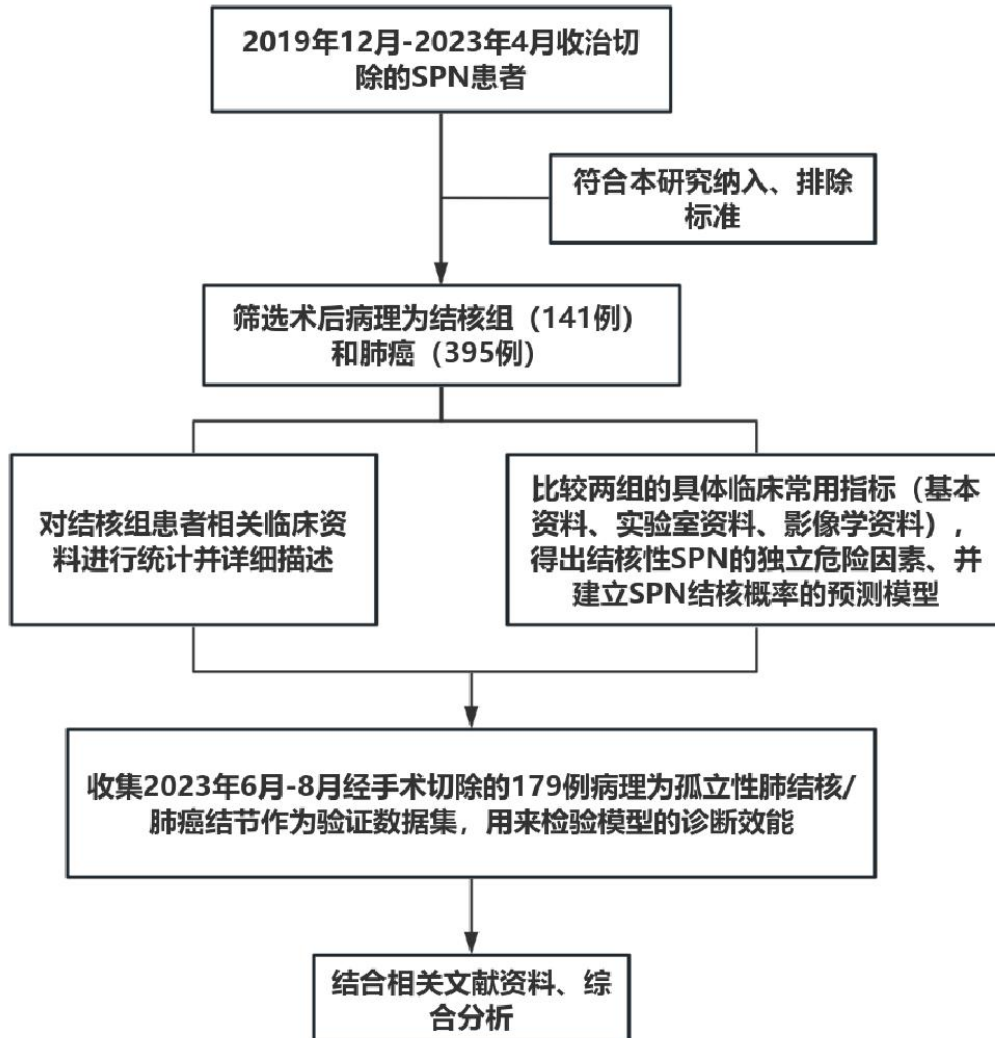 2019年12月-2023年4月收治切
除的SPN患者
符合本研究纳入、排除
标准
筛选术后病理为结核组（141例）
和肺癌（395例）
对结核组患者相关临床资
料进行统计并详细描述
比较两组的具体临床常用指标（基本
资料、实验室资料、影像学资料），
得出结核性SPN的独立危险因素、并
建立SPN结核概率的预测模型
收集2023年6月-8月经手术切除的179例病理为孤立性肺结核/
肺癌结节作为验证数据集，用来检验模型的诊断效能
结合相关文献资料、综
合分析